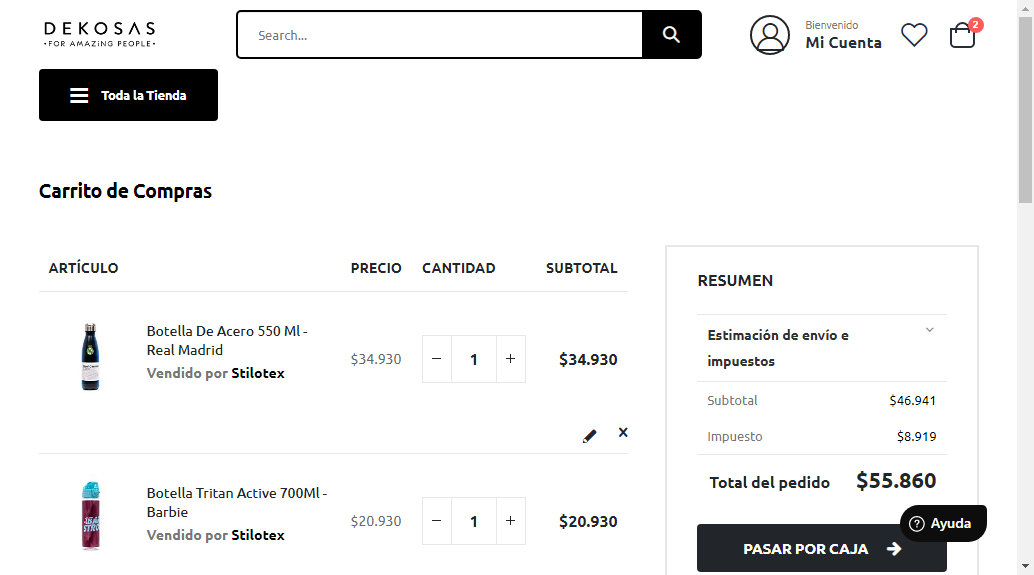 DEKOSAS
•FOR AMAZING PEOPLE•
Search...
Bienvenido
Mi Cuenta
2
Toda la Tienda
Carrito de Compras
ARTÍCULO PRECIO CANTIDAD SUBTOTAL
Botella De Acero 550 Ml -
Real Madrid
Vendido por Stilotex
$34.930 − 1 + $34.930
Botella Tritan Active 700Ml -
Barbie
Vendido por Stilotex
$20.930 − 1 + $20.930
RESUMEN
Estimación de envío e
impuestos
Subtotal $46.941
Impuesto $8.919
Total del pedido $55.860
Ayuda
PASAR POR CAJA